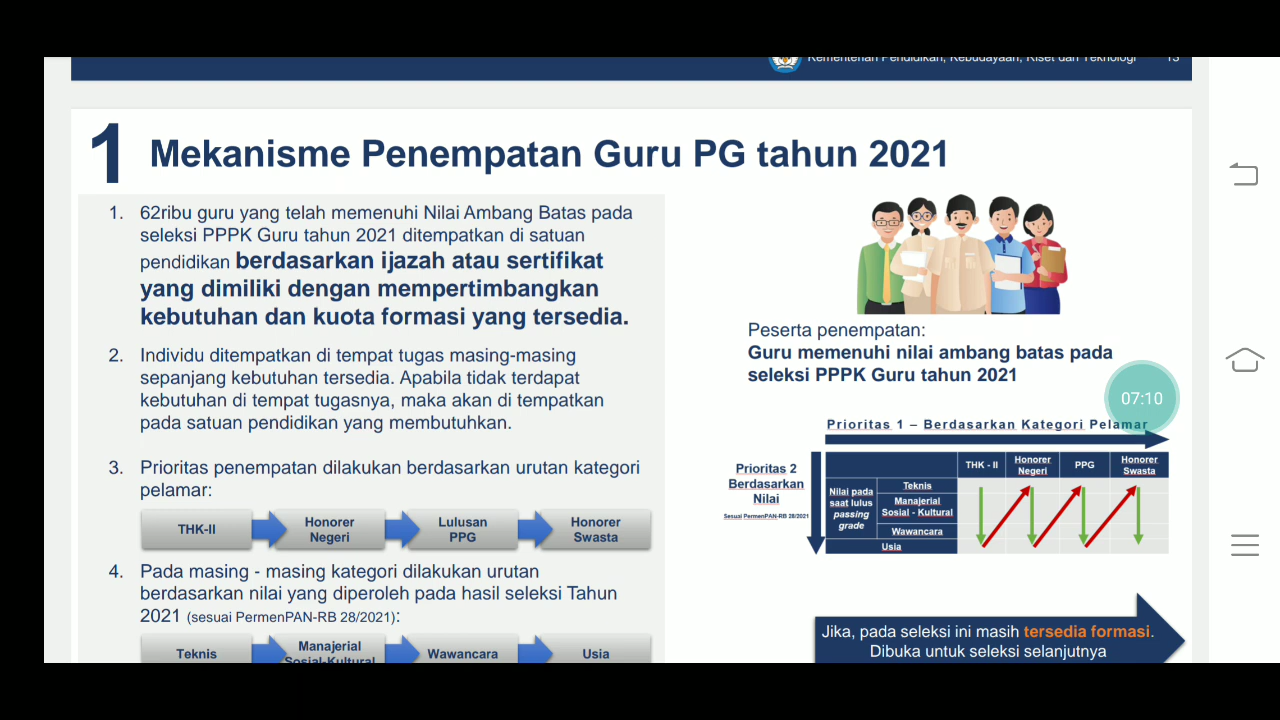 Kementerian Pendidikan, Kebudayaan, Riset dan Teknologi 13
1 Mekanisme Penempatan Guru PG tahun 2021
1. 62ribu guru yang telah memenuhi Nilai Ambang Batas pada
seleksi PPPK Guru tahun 2021 ditempatkan di satuan
pendidikan berdasarkan ijazah atau sertifikat
yang dimiliki dengan mempertimbangkan
kebutuhan dan kuota formasi yang tersedia.
2. Individu ditempatkan di tempat tugas masing-masing
sepanjang kebutuhan tersedia. Apabila tidak terdapat
kebutuhan di tempat tugasnya, maka akan di tempatkan
pada satuan pendidikan yang membutuhkan.
3. Prioritas penempatan dilakukan berdasarkan urutan kategori
pelamar:
THK-II
Honorer
Negeri
Lulusan
PPG
Honorer
Swasta
4. Pada masing - masing kategori dilakukan urutan
berdasarkan nilai yang diperoleh pada hasil seleksi Tahun
2021 (sesuai PermenPAN-RB 28/2021):
Teknis
Manajerial
Sosial-Kultural
Wawancara
Usia
Peserta penempatan:
Guru memenuhi nilai ambang batas pada
seleksi PPPK Guru tahun 2021
07:10
Prioritas 1 – Berdasarkan Kategori Pelamar
Prioritas 2
Berdasarkan
Nilai
Sesuai PermenPAN-RB 28/2021
THK - II
Honorer
Negeri
PPG
Honorer
Swasta
Nilai pada
saat lulus
passing
grade
Teknis
Manajerial
Sosial - Kultural
Wawancara
Usia
Jika, pada seleksi ini masih tersedia formasi.
Dibuka untuk seleksi selanjutnya